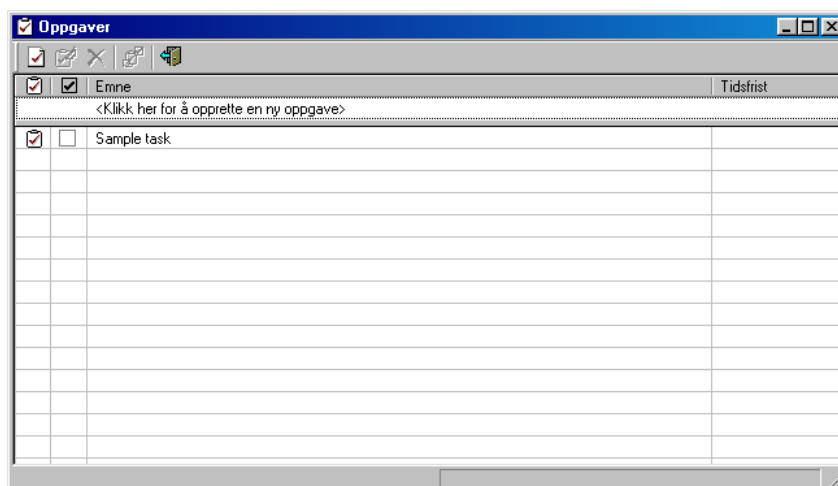 Oppgaver
Emne Tidsfrist
<Klikk her for å opprette en ny oppgave>
Sample task